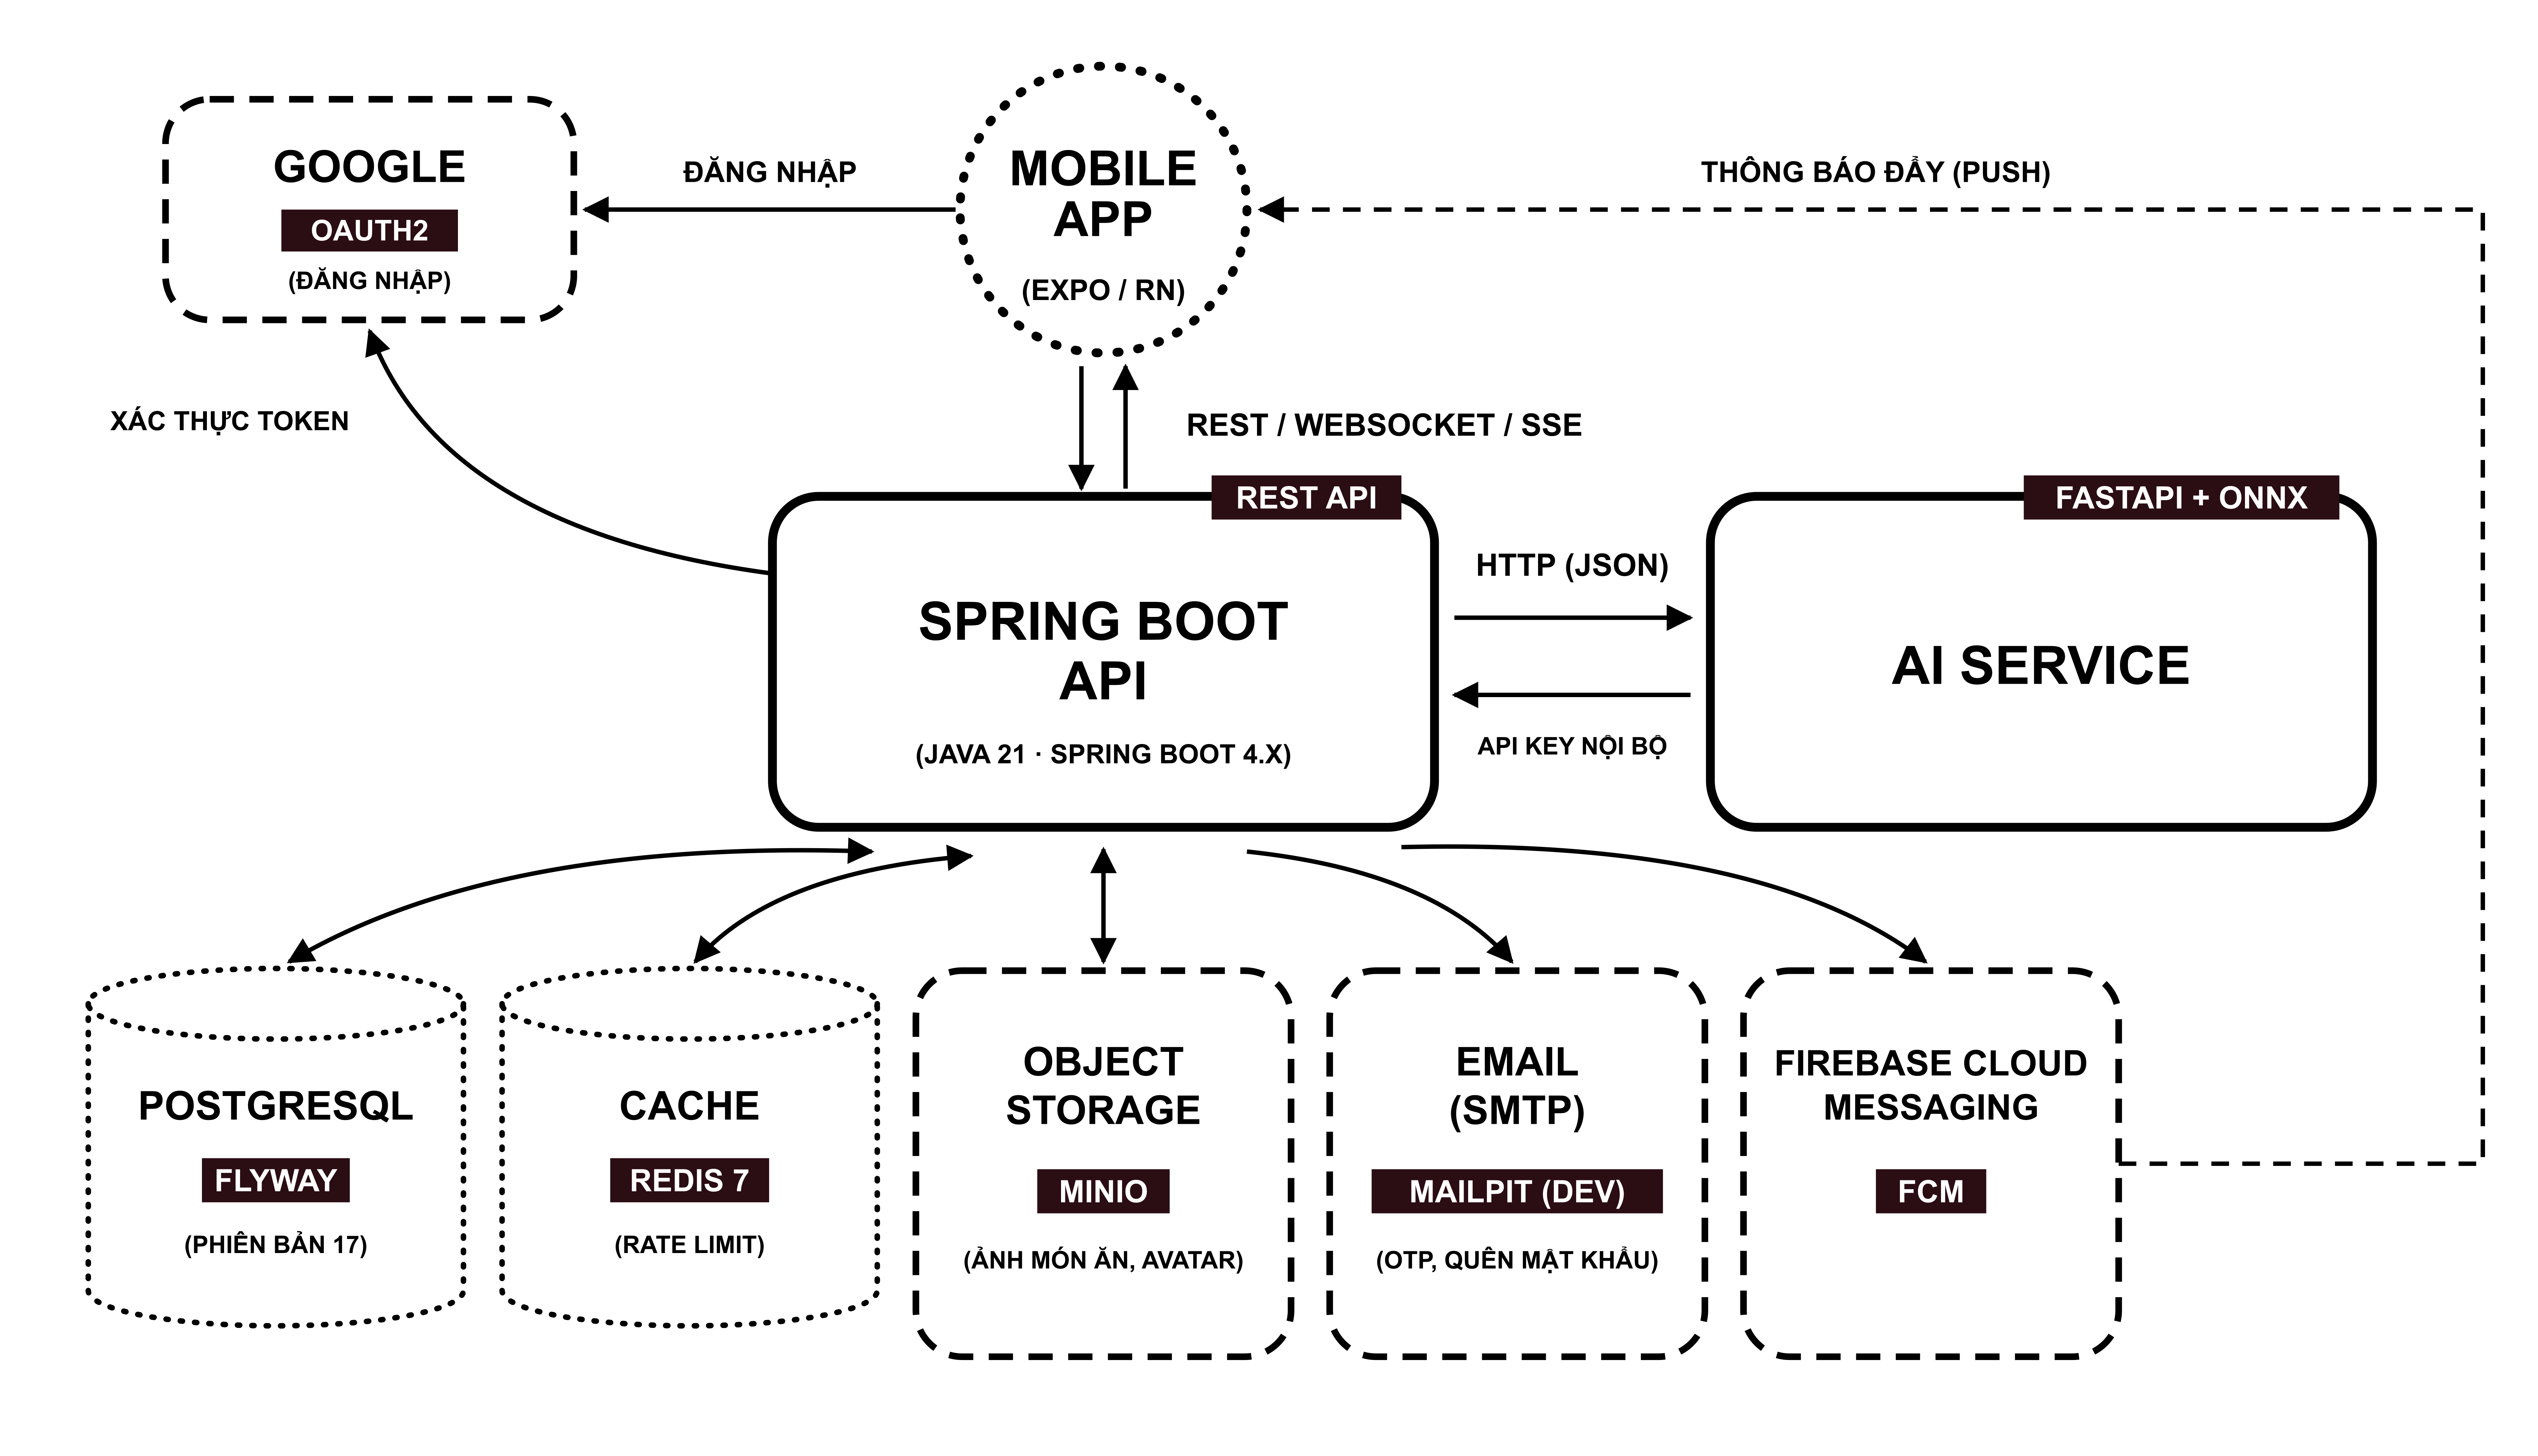 GOOGLE
OAUTH2
(ĐĂNG NHẬP)
ĐĂNG NHẬP
MOBILE
APP
(EXPO / RN)
THÔNG BÁO ĐẨY (PUSH)
XÁC THỰC TOKEN
REST / WEBSOCKET / SSE
REST API
SPRING BOOT
API
(JAVA 21 · SPRING BOOT 4.X)
HTTP (JSON)
API KEY NỘI BỘ
FASTAPI + ONNX
AI SERVICE
POSTGRESQL
FLYWAY
(PHIÊN BẢN 17)
CACHE
REDIS 7
(RATE LIMIT)
OBJECT
STORAGE
MINIO
(ẢNH MÓN ĂN, AVATAR)
EMAIL
(SMTP)
MAILPIT (DEV)
(OTP, QUÊN MẬT KHẨU)
FIREBASE CLOUD
MESSAGING
FCM